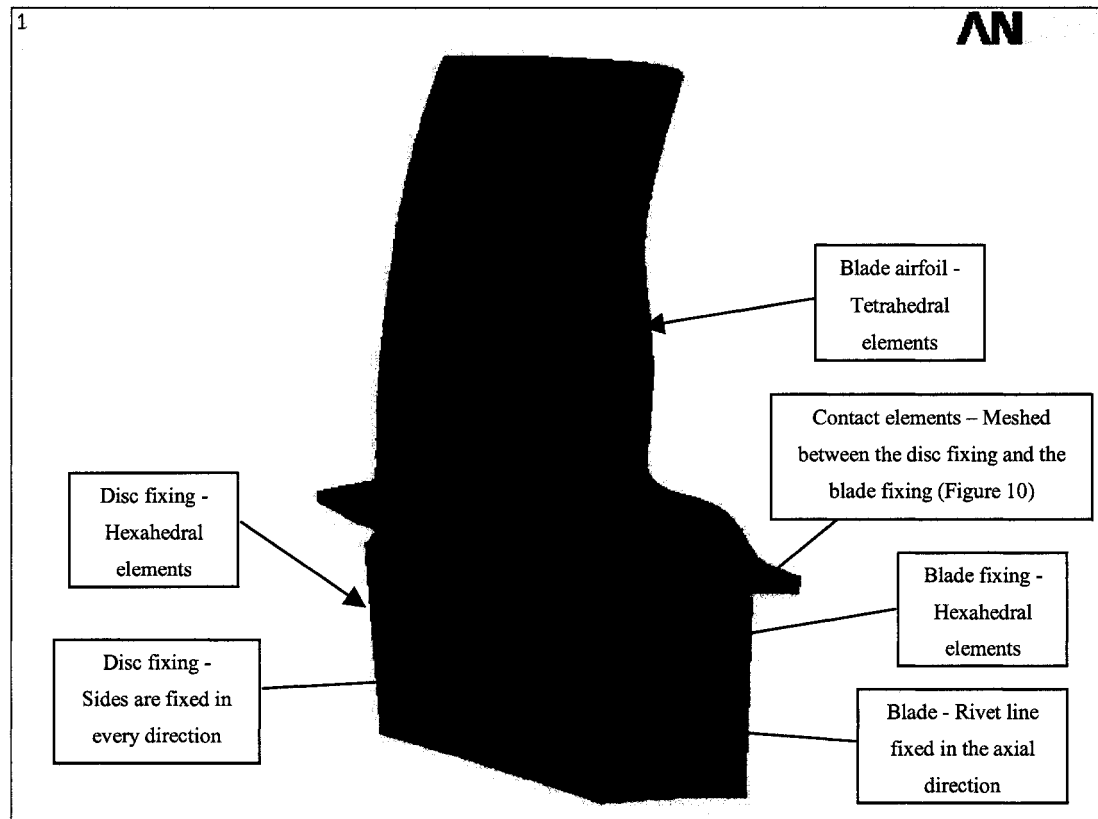 1
ΛN
Blade airfoil -
Tetrahedral
elements
Contact elements – Meshed
between the disc fixing and the
blade fixing (Figure 10)
Disc fixing -
Hexahedral
elements
Blade fixing -
Hexahedral
elements
Disc fixing -
Sides are fixed in
every direction
Blade - Rivet line
fixed in the axial
direction